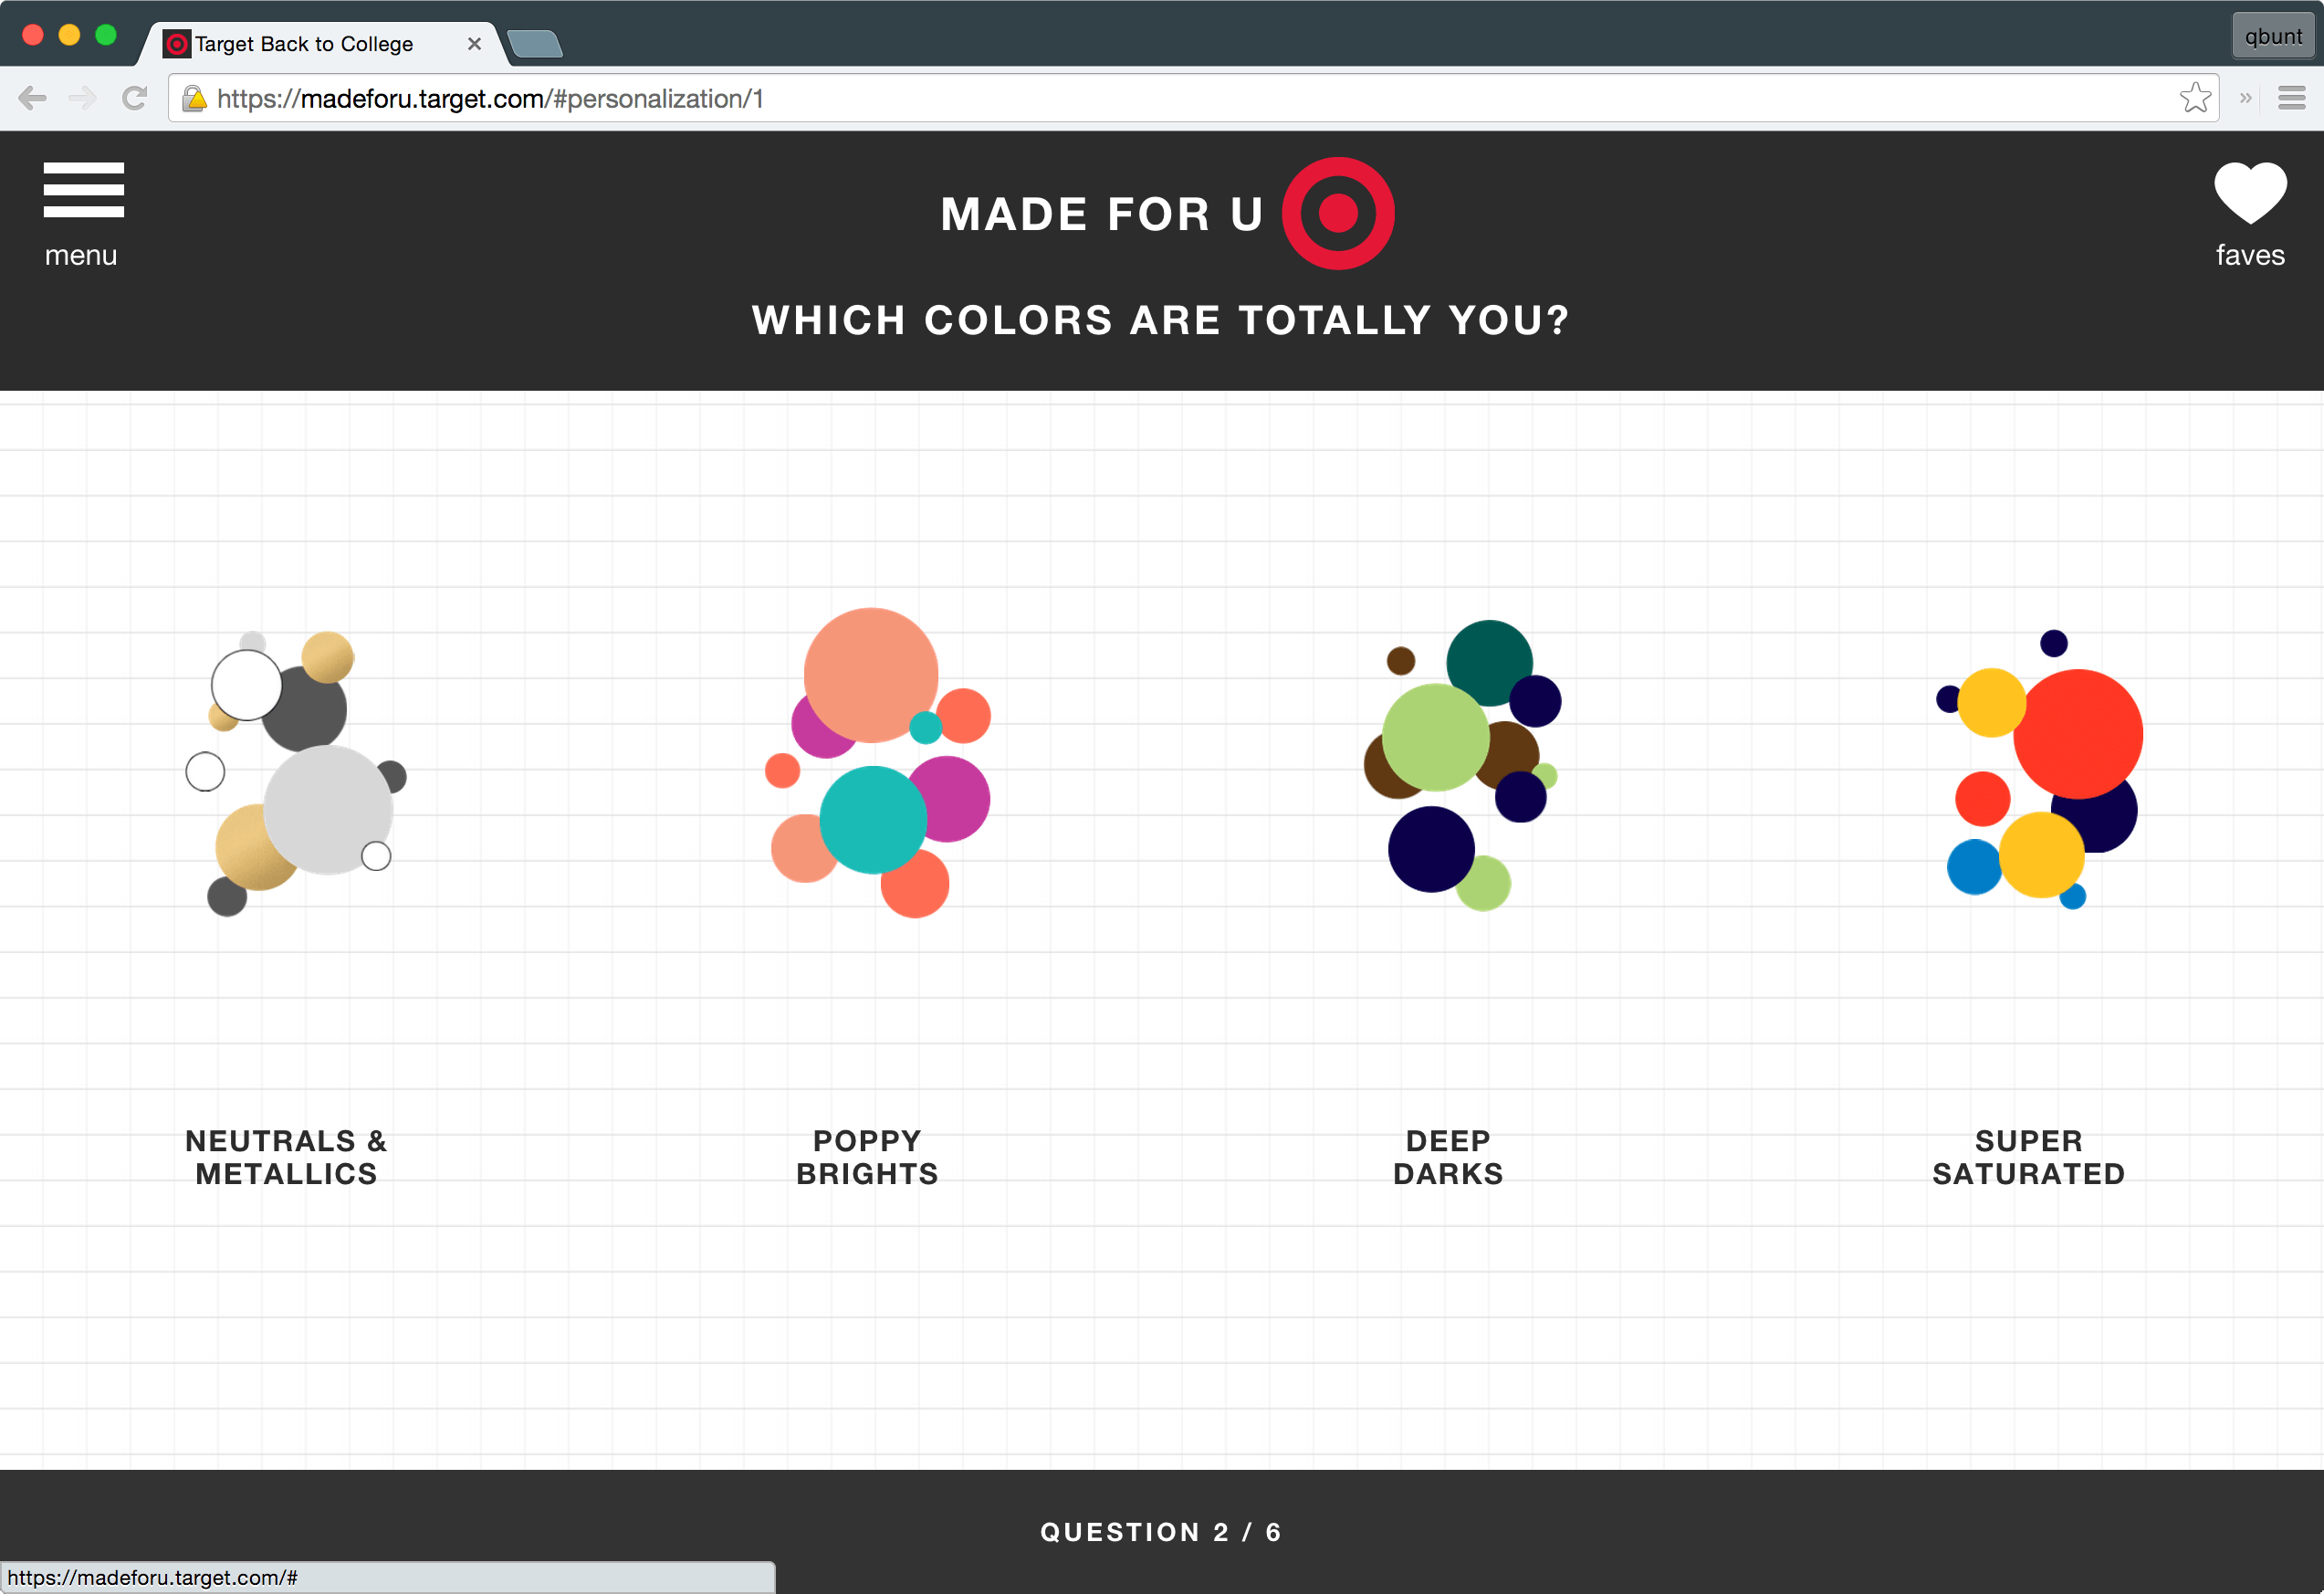 Target Back to College
qbunt
https://madeforu.target.com/#personalization/1
MADE FOR U
menu
faves
WHICH COLORS ARE TOTALLY YOU?
NEUTRALS &
METALLICS
POPPY
BRIGHTS
DEEP
DARKS
SUPER
SATURATED
QUESTION 2 / 6
https://madeforu.target.com/#